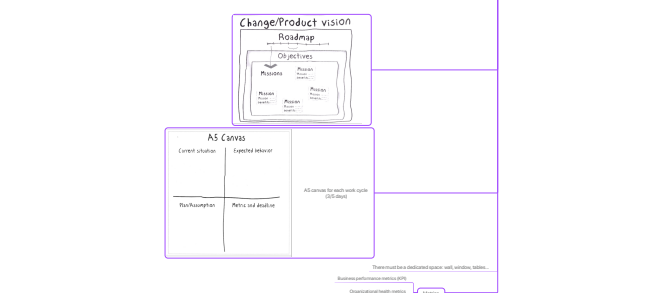 Change/Product vision
Roadmap
Objectives
Missions
Mission
Mission
Mission
Mission
A5 Canvas
Current situation
Expected behavior
A5 canvas for each work cycle
(3/5 days)
Plan/Assumption
Metric and deadline
There must be a dedicated space: wall, window, tables...
Business performance metrics (KPI)
Organizational health metrics